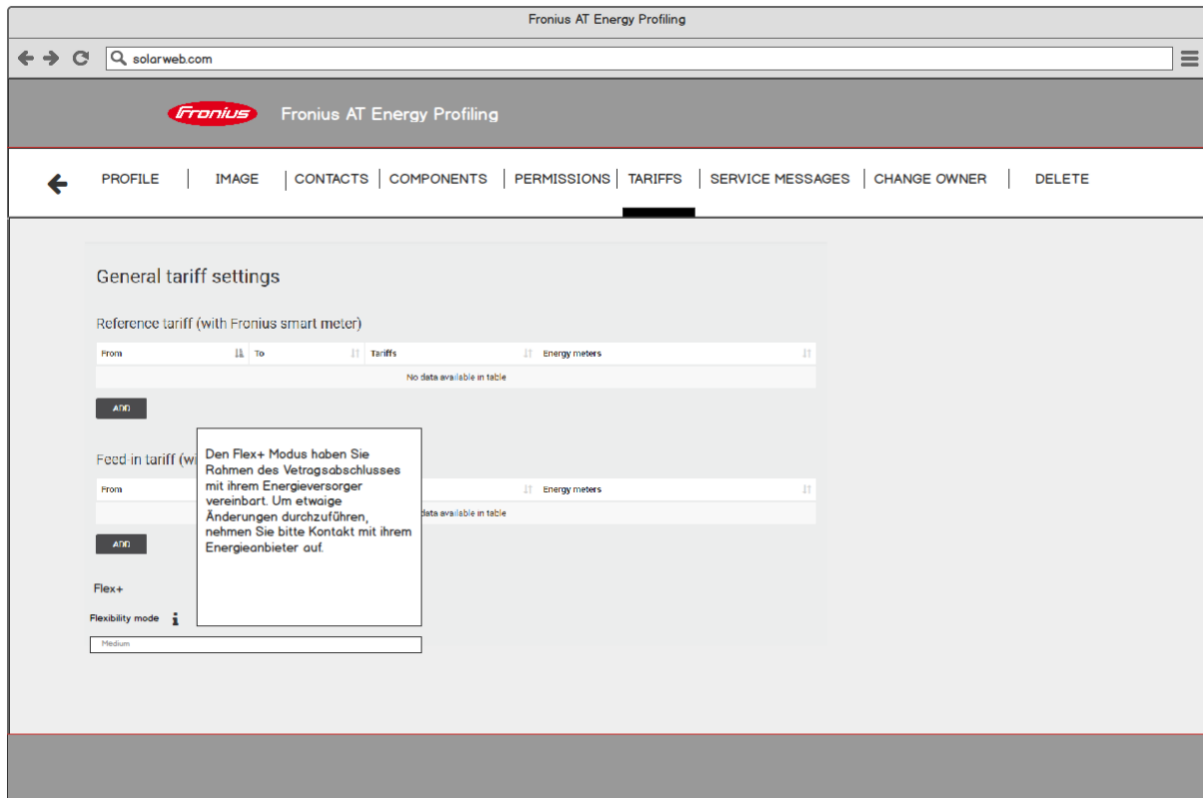 Fronius AT Energy Profiling
solarweb.com
Fronius Fronius AT Energy Profiling
PROFILE IMAGE CONTACTS COMPONENTS PERMISSIONS TARIFFS SERVICE MESSAGES CHANGE OWNER DELETE
General tariff settings
Reference tariff (with Fronius smart meter)
From To Tariffs Energy meters
No data available in table
ADD
Feed-in tariff (wi
From Energy meters
data available in table
ADD
Den Flex+ Modus haben Sie
Rahmen des Vetragsabschlusses
mit ihrem Energieversorger
vereinbart. Um etwaige
Änderungen durchzuführen,
nehmen Sie bitte Kontakt mit ihrem
Energieanbieter auf.
Flex+
Flexibility mode i
Medium